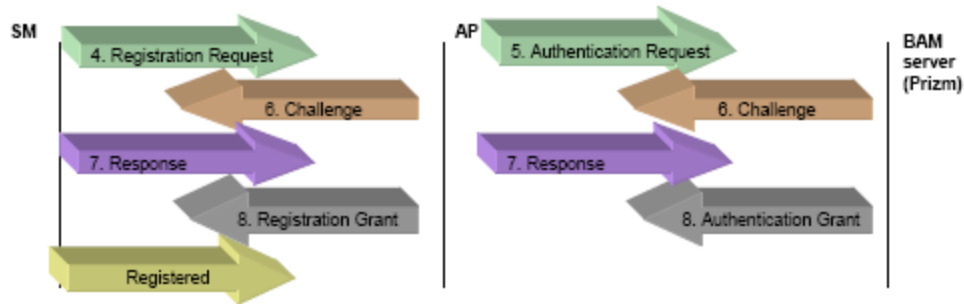 SM
AP
BAM
server
(Prizm)
4. Registration Request
5. Authentication Request
6. Challenge
6. Challenge
7. Response
7. Response
8. Registration Grant
8. Authentication Grant
Registered